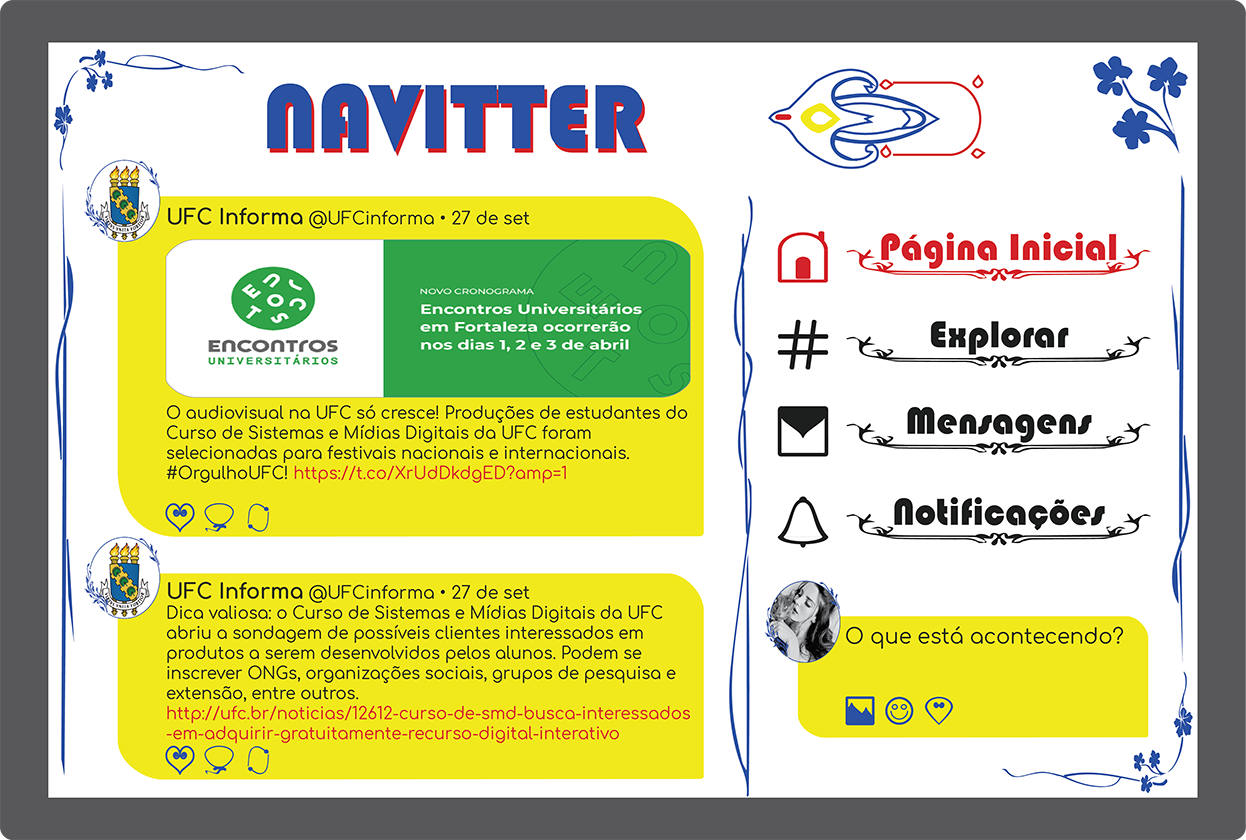 NAVITTER
UFC Informa @UFCinforma • 27 de set
ENCONTROS
UNIVERSITÁRIOS
NOVO CRONOGRAMA
Encontros Universitários
em Fortaleza ocorrerão
nos dias 1, 2 e 3 de abril
O audiovisual na UFC só cresce! Produções de estudantes do
Curso de Sistemas e Mídias Digitais da UFC foram
selecionadas para festivais nacionais e internacionais.
#OrgulhoUFC! https://t.co/XrUdDkdgED?amp=1
UFC Informa @UFCinforma • 27 de set
Dica valiosa: o Curso de Sistemas e Mídias Digitais da UFC
abriu a sondagem de possíveis clientes interessados em
produtos a serem desenvolvidos pelos alunos. Podem se
inscrever ONGs, organizações sociais, grupos de pesquisa e
extensão, entre outros.
http://ufc.br/noticias/12612-curso-de-smd-busca-interessados
-em-adquirir-gratuitamente-recurso-digital-interativo
Página Inicial
Explorar
Mensagens
Notificações
O que está acontecendo?